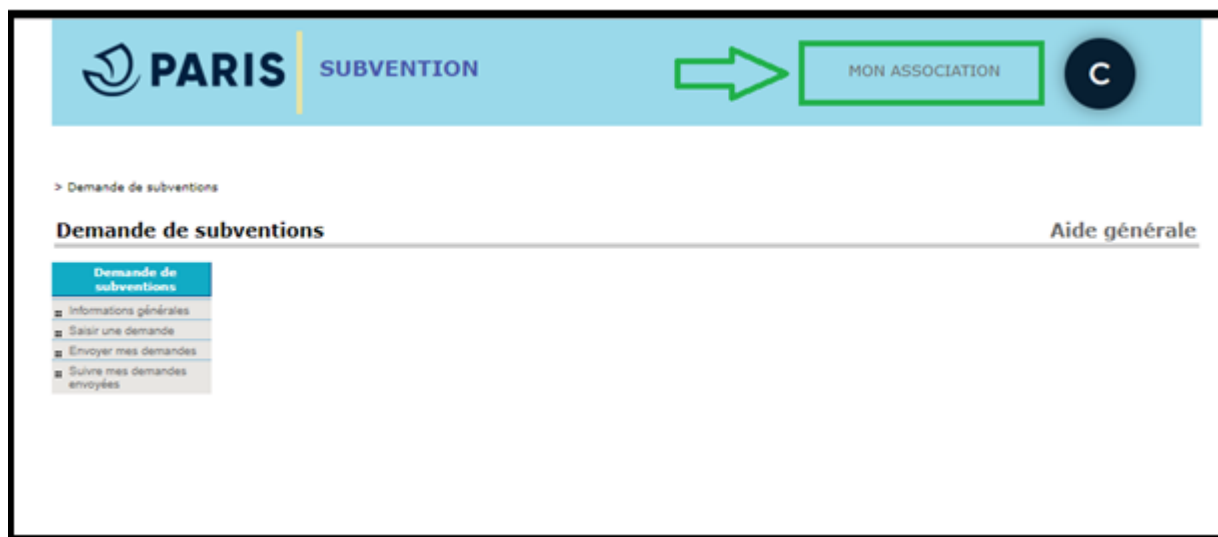 PARIS
SUBVENTION
MON ASSOCIATION
C
> Demande de subventions
Demande de subventions
Aide générale
Demande de
subventions
Informations générales
Saisir une demande
Envoyer mes demandes
Suivre mes demandes
envoyées